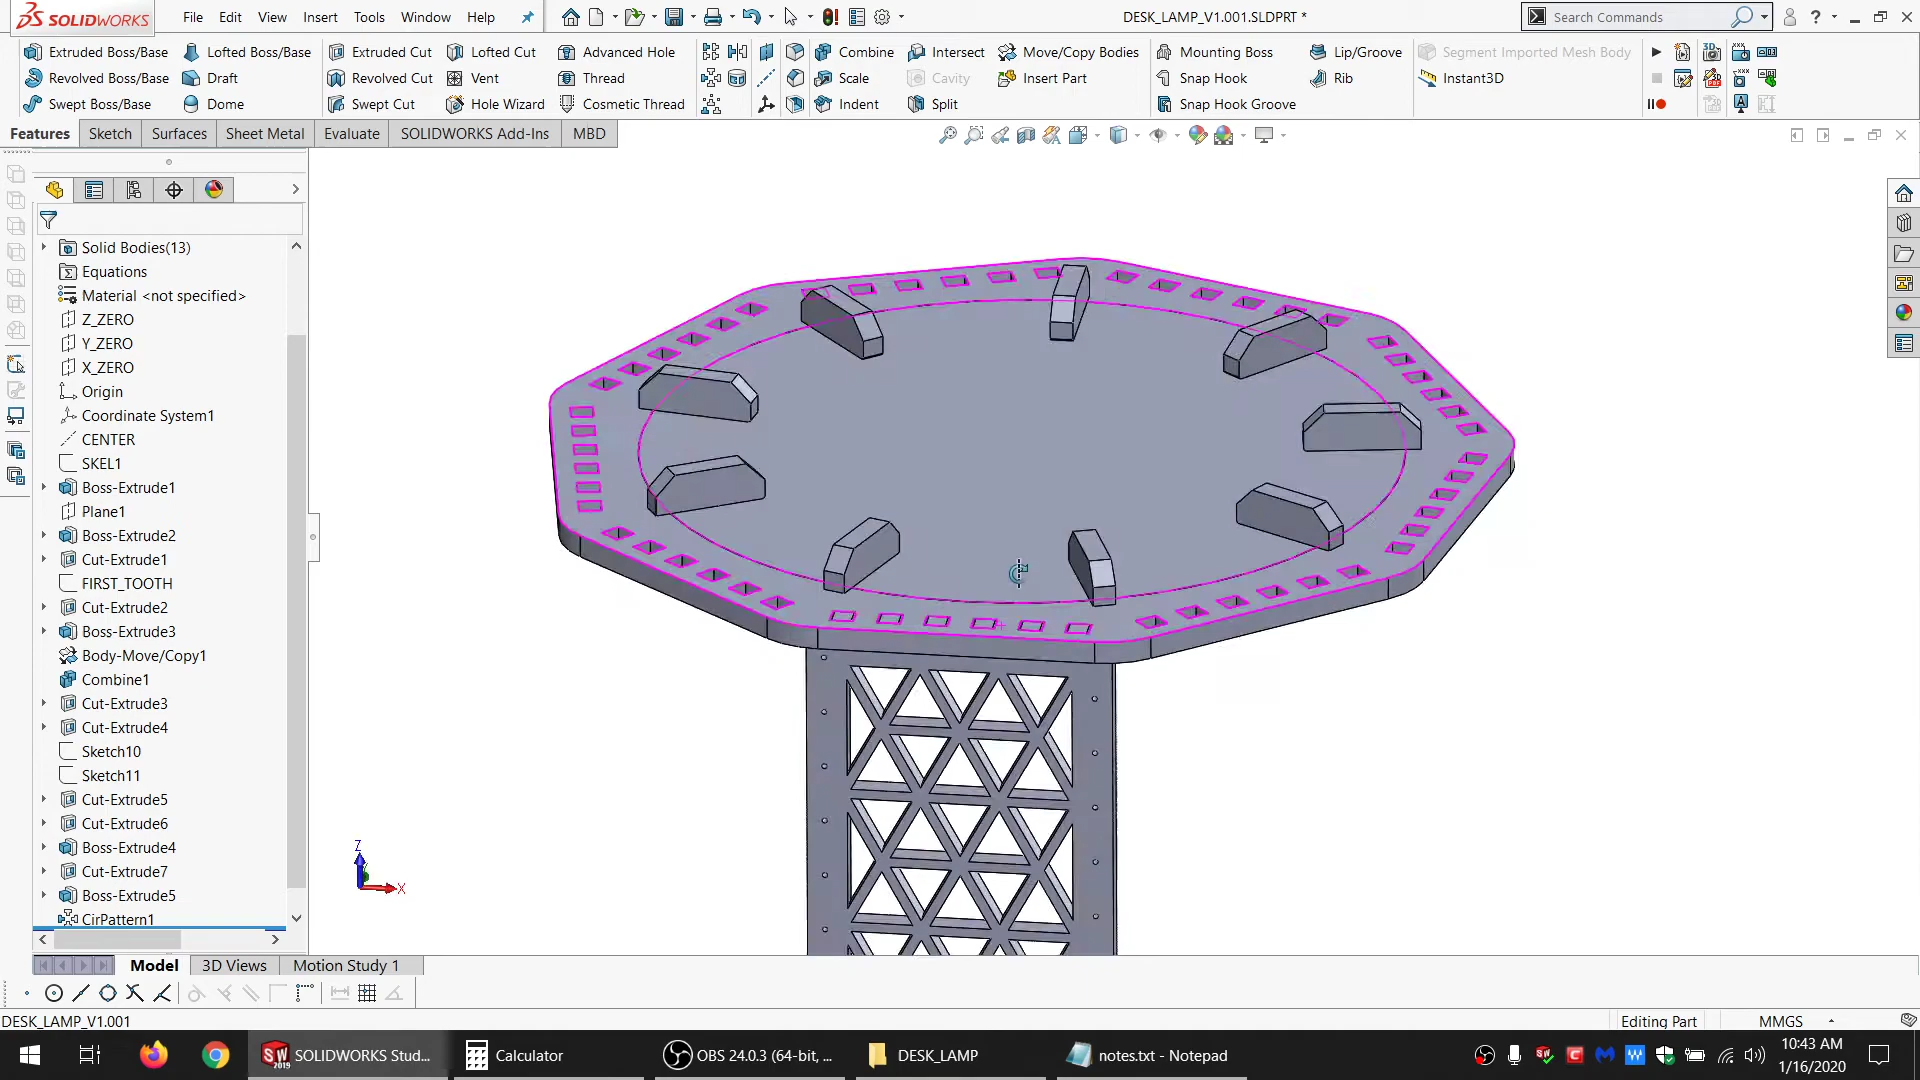 SOLIDWORKS
File
Edit
View
Insert
Tools
Window
Help
DESK_LAMP_V1.001.SLDPRT *
Search Commands
Extruded Boss/Base
Lofted Boss/Base
Extruded Cut
Lofted Cut
Advanced Hole
Combine
Intersect
Move/Copy Bodies
Mounting Boss
Lip/Groove
Segment Imported Mesh Body
Revolved Boss/Base
Draft
Revolved Cut
Vent
Thread
Scale
Cavity
Insert Part
Snap Hook
Rib
Instant3D
Swept Boss/Base
Dome
Swept Cut
Hole Wizard
Cosmetic Thread
Indent
Split
Snap Hook Groove
Features
Sketch
Surfaces
Sheet Metal
Evaluate
SOLIDWORKS Add-Ins
MBD
Solid Bodies(13)
Equations
Material <not specified>
Z_ZERO
Y_ZERO
X_ZERO
Origin
Coordinate System1
CENTER
SKEL1
Boss-Extrude1
Plane1
Boss-Extrude2
Cut-Extrude1
FIRST_TOOTH
Cut-Extrude2
Boss-Extrude3
Body-Move/Copy1
Combine1
Cut-Extrude3
Cut-Extrude4
Sketch10
Sketch11
Cut-Extrude5
Cut-Extrude6
Boss-Extrude4
Cut-Extrude7
Boss-Extrude5
CirPattern1
Z
X
Model
3D Views
Motion Study 1
DESK_LAMP_V1.001
Editing Part
MMGS
SOLIDWORKS Stud...
Calculator
OBS 24.0.3 (64-bit, ...
DESK_LAMP
notes.txt - Notepad
10:43 AM
1/16/2020